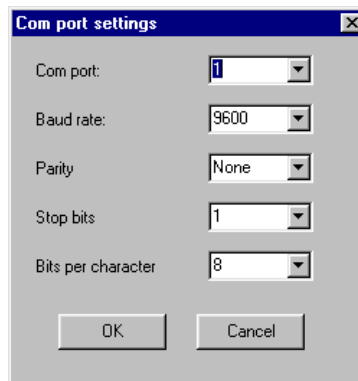 Com port settings
Com port: 1
Baud rate: 9600
Parity None
Stop bits 1
Bits per character 8
OK Cancel